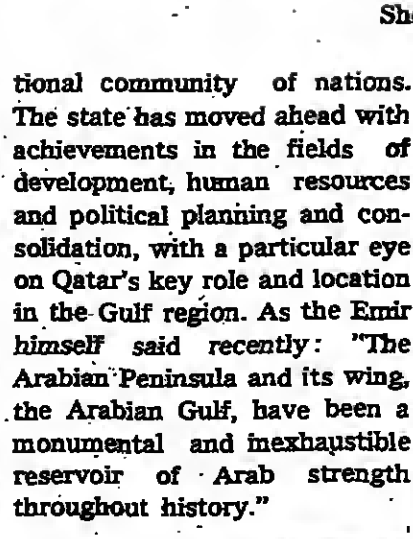 Sh
tional community of nations.
The state has moved ahead with
achievements in the fields of
development, human resources
and political planning and con-
solidation, with a particular eye
on Qatar's key role and location
in the Gulf region. As the Emir
himself said recently: "The
Arabian Peninsula and its wing,
the Arabian Gulf, have been a
monumental and inexhaustible
reservoir of Arab strength
throughout history."